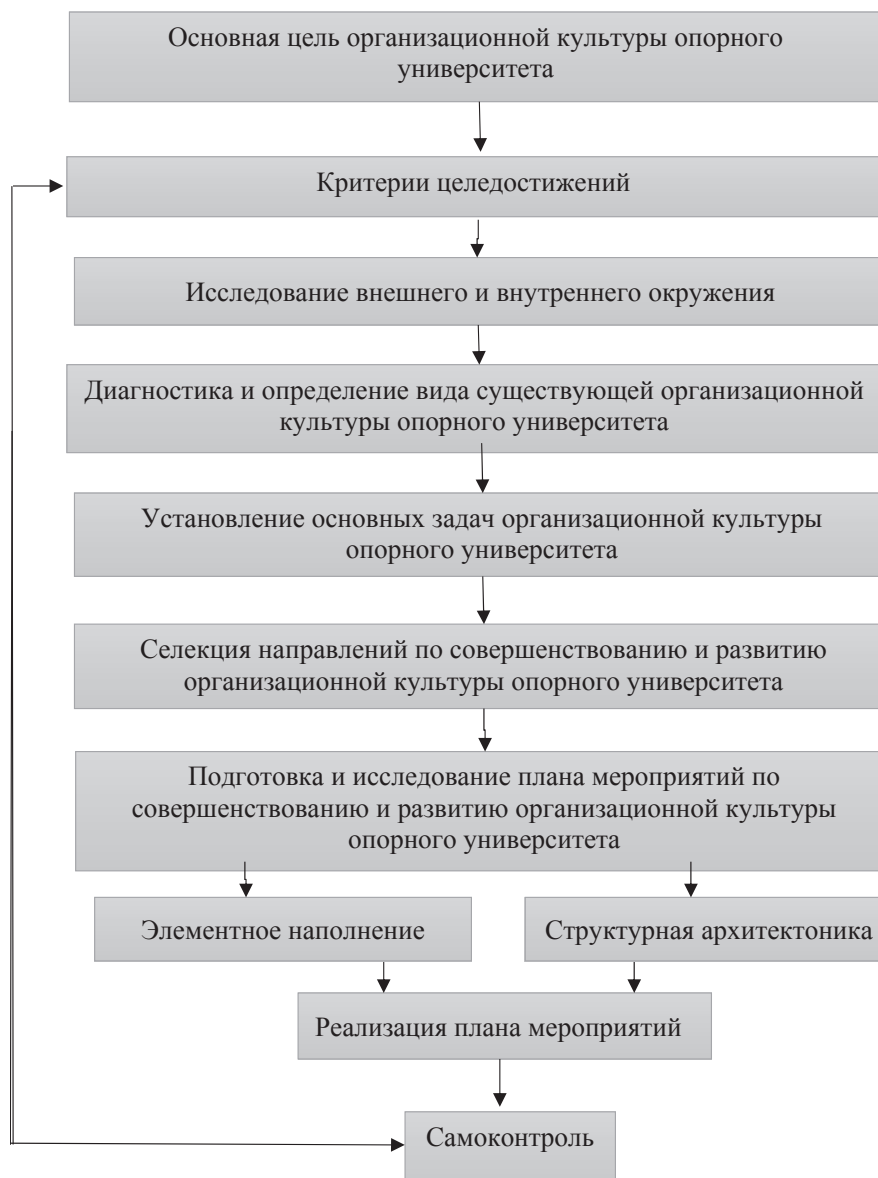 Основная цель организационной культуры опорного
университета
Критерии целедостижений
Исследование внешнего и внутреннего окружения
Диагностика и определение вида существующей организационной
культуры опорного университета
Установление основных задач организационной культуры
опорного университета
Селекция направлений по совершенствованию и развитию
организационной культуры опорного университета
Подготовка и исследование плана мероприятий по
совершенствованию и развитию организационной культуры
опорного университета
Элементное наполнение
Структурная архитектоника
Реализация плана мероприятий
Самоконтроль